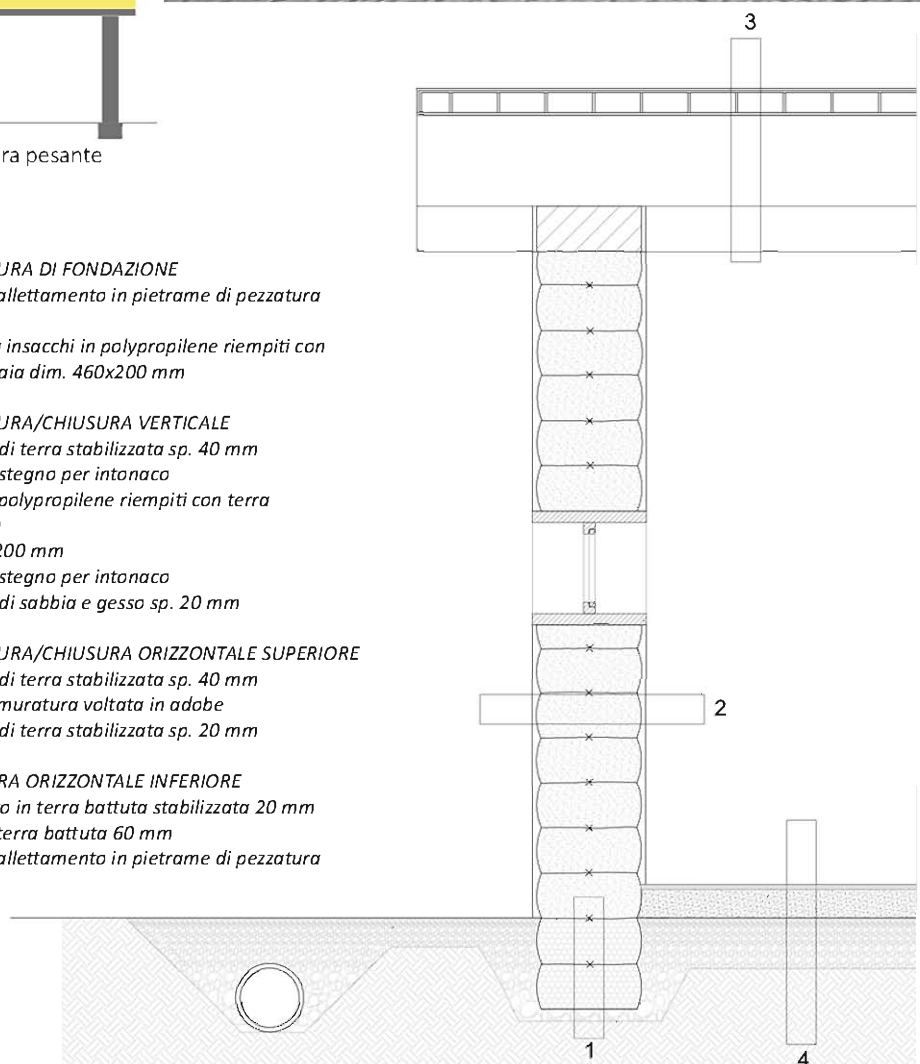 3
ra pesante
URA DI FONDAZIONE
allettamento in pietrame di pezzatura
insacchi in polypropilene riempiti con
aia dim. 460x200 mm
URA/CHIUSURA VERTICALE
di terra stabilizzata sp. 40 mm
stegno per intonaco
polypropilene riempiti con terra
200 mm
stegno per intonaco
di sabbia e gesso sp. 20 mm
URA/CHIUSURA ORIZZONTALE SUPERIORE
di terra stabilizzata sp. 40 mm
muratura voltata in adobe
di terra stabilizzata sp. 20 mm
RA ORIZZONTALE INFERIORE
o in terra battuta stabilizzata 20 mm
terra battuta 60 mm
allettamento in pietrame di pezzatura
2
1
4